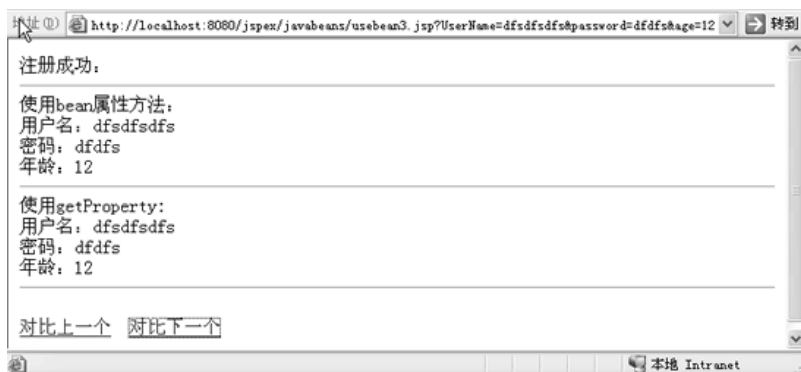 地址(D) http://localhost:8080/jspex/javabeans/usebean3.jsp?UserName=dfsdfsdfs&password=dfdfs&age=12 转到
注册成功:
使用bean属性方法:
用户名: dfsdfsdfs
密码: dfdfs
年龄: 12
使用getProperty:
用户名: dfsdfsdfs
密码: dfdfs
年龄: 12
对比上一个 对比下一个
本地 Intranet